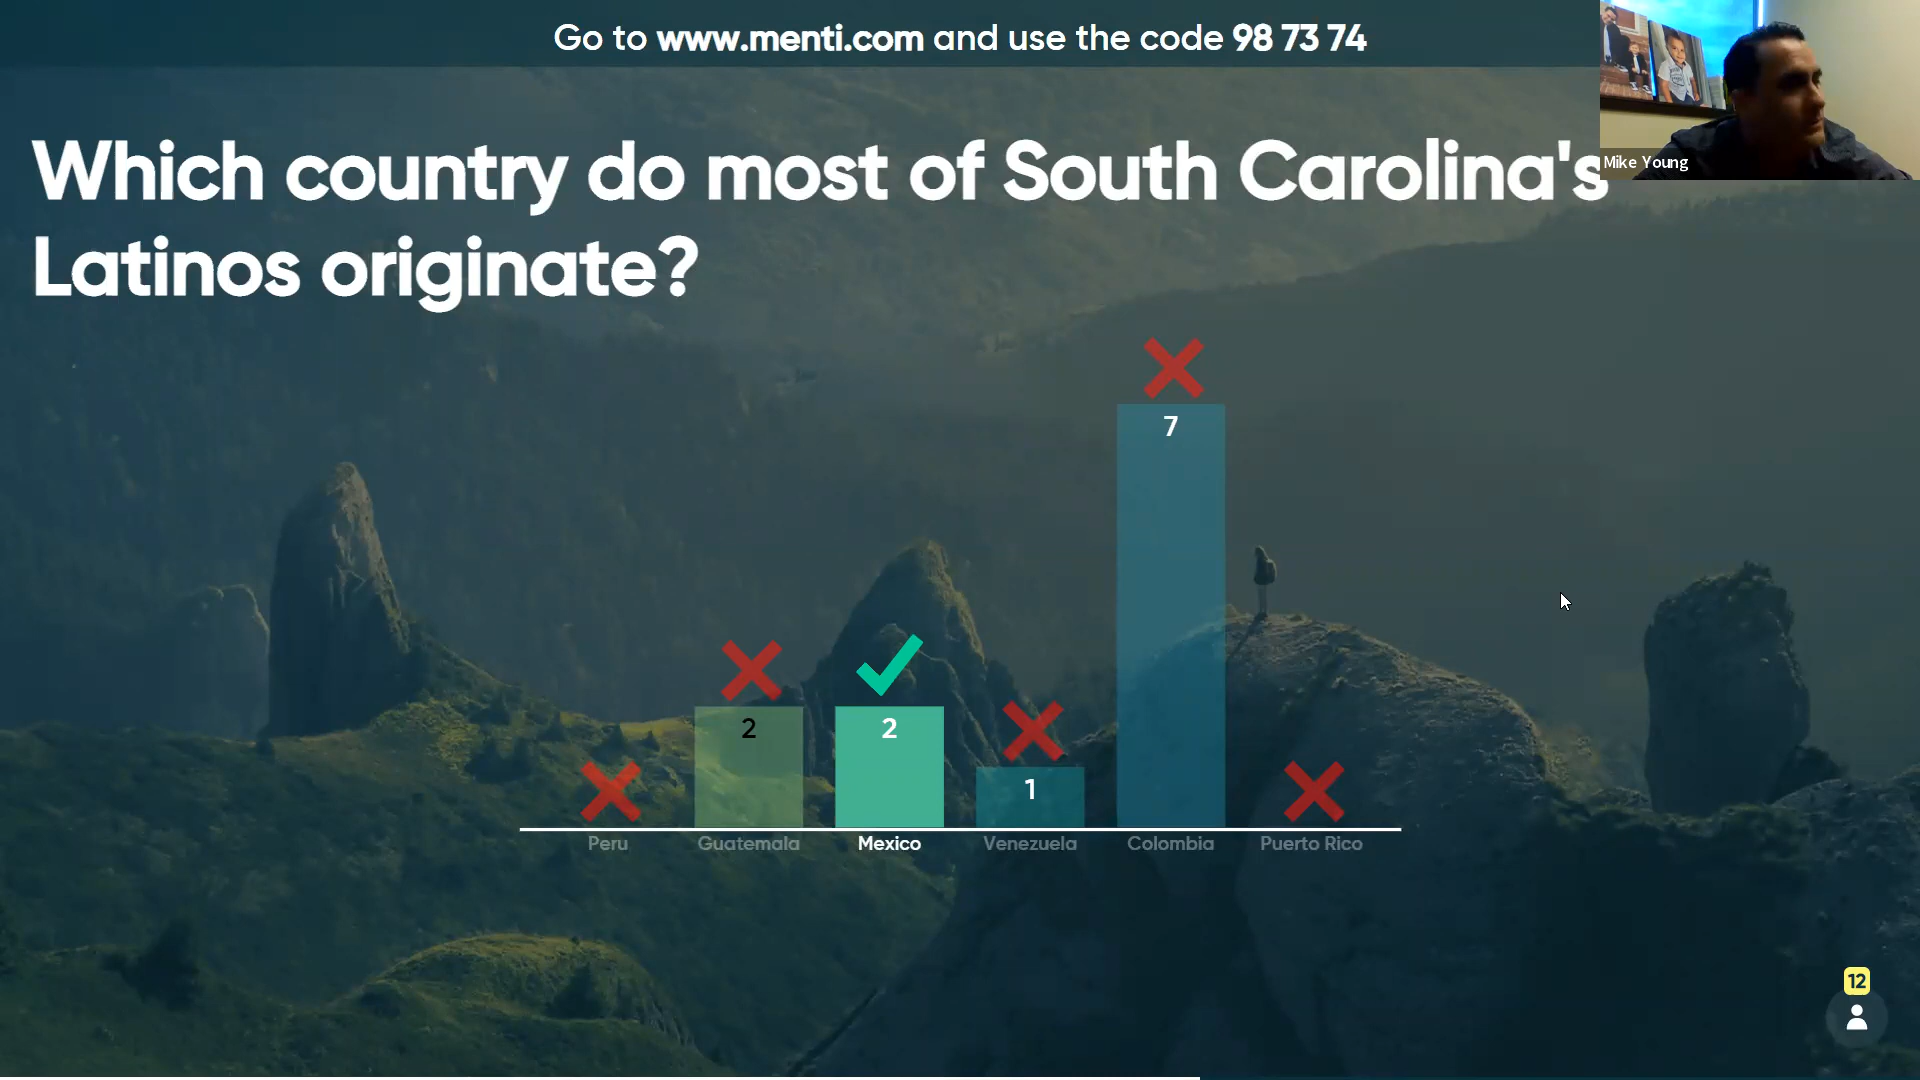 Go to www.menti.com and use the code 98 73 74
Mike Young
Which country do most of South Carolina's
Latinos originate?
7
2
2
1
Peru
Guatemala
Mexico
Venezuela
Colombia
Puerto Rico
12